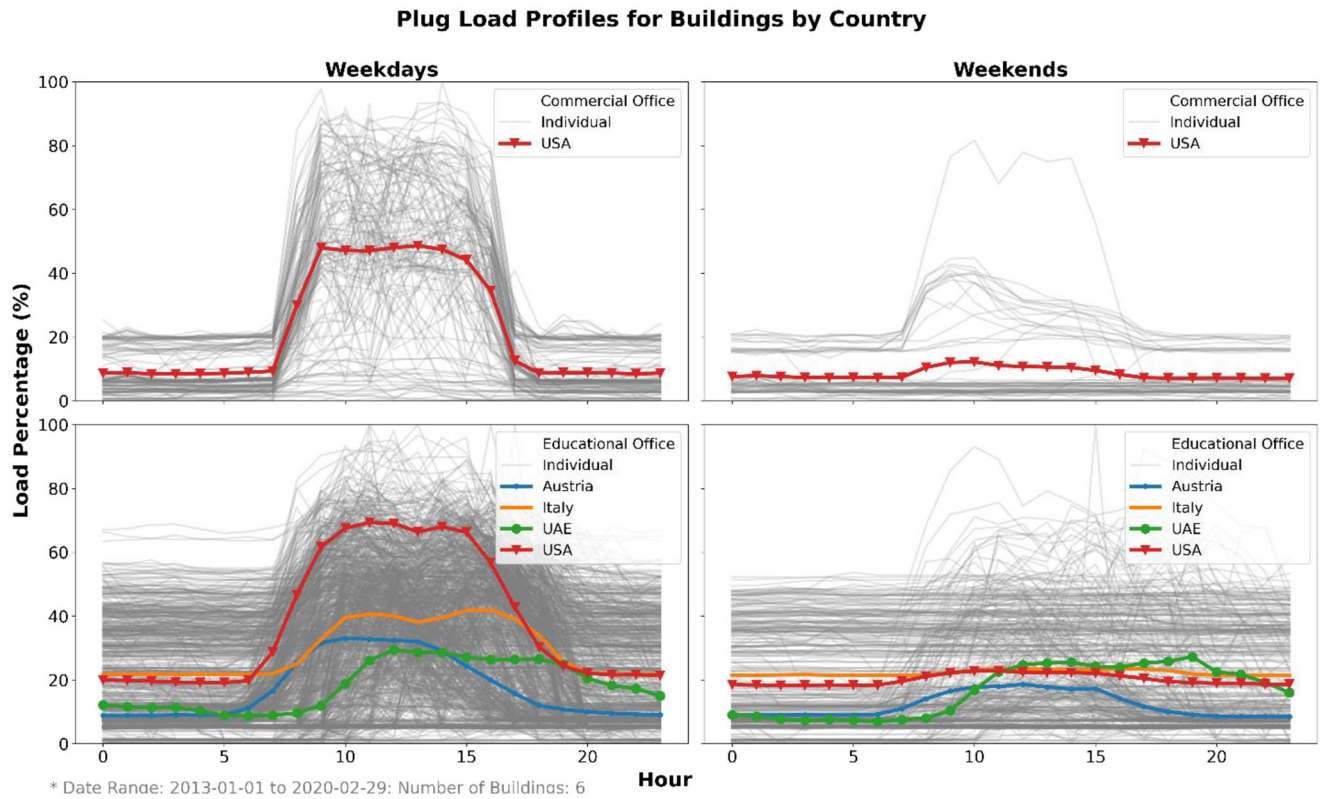 Plug Load Profiles for Buildings by Country
Weekdays
Weekends
Load Percentage (%)
100
80
60
40
20
0
Commercial Office
Individual
USA
Commercial Office
Individual
USA
100
80
60
40
20
0
Educational Office
Individual
Austria
Italy
UAE
USA
Educational Office
Individual
Austria
Italy
UAE
USA
0 5 10 15 20
0 5 10 15 20
Hour
* Date Range: 2013-01-01 to 2020-02-29; Number of Buildings: 6